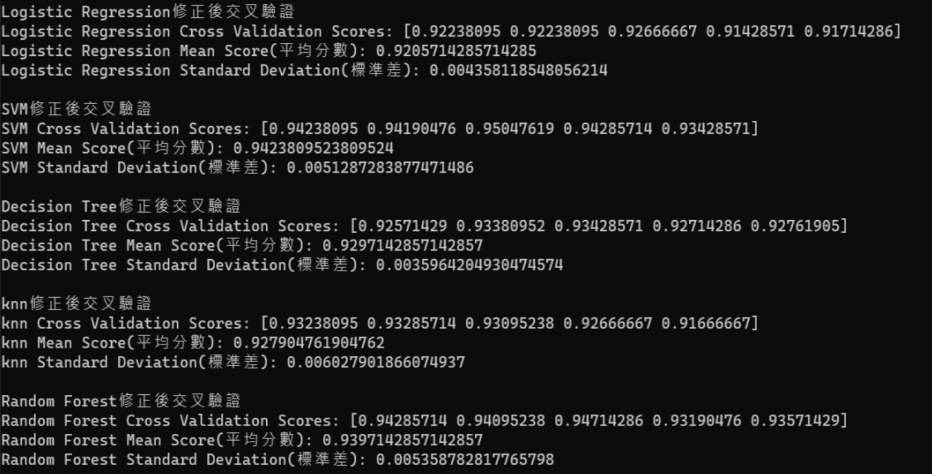 Logistic Regression修正後交叉驗證
Logistic Regression Cross Validation Scores: [0.92238095 0.92238095 0.92666667 0.91428571 0.91714286]
Logistic Regression Mean Score(平均分數): 0.9205714285714285
Logistic Regression Standard Deviation(標準差): 0.004358118548056214
SVM修正後交叉驗證
SVM Cross Validation Scores: [0.94238095 0.94190476 0.95047619 0.94285714 0.93428571]
SVM Mean Score(平均分數): 0.9423809523809524
SVM Standard Deviation(標準差): 0.0051287283877471486
Decision Tree修正後交叉驗證
Decision Tree Cross Validation Scores: [0.92571429 0.93380952 0.93428571 0.92714286 0.92761905]
Decision Tree Mean Score(平均分數): 0.9297142857142857
Decision Tree Standard Deviation(標準差): 0.0035964204930474574
knn修正後交叉驗證
knn Cross Validation Scores: [0.93238095 0.93285714 0.93095238 0.92666667 0.91666667]
knn Mean Score(平均分數): 0.927904761904762
knn Standard Deviation(標準差): 0.006027901866074937
Random Forest修正後交叉驗證
Random Forest Cross Validation Scores: [0.94285714 0.94095238 0.94714286 0.93190476 0.93571429]
Random Forest Mean Score(平均分數): 0.9397142857142857
Random Forest Standard Deviation(標準差): 0.005358782817765798